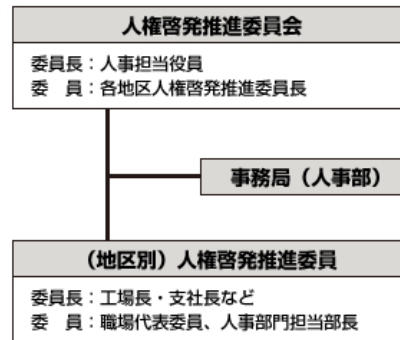 人権啓発推進委員会
委員長：人事担当役員
委　員：各地区人権啓発推進委員長
事務局（人事部）
（地区別）人権啓発推進委員
委員長：工場長・支社長など
委　員：職場代表委員、人事部門担当部長